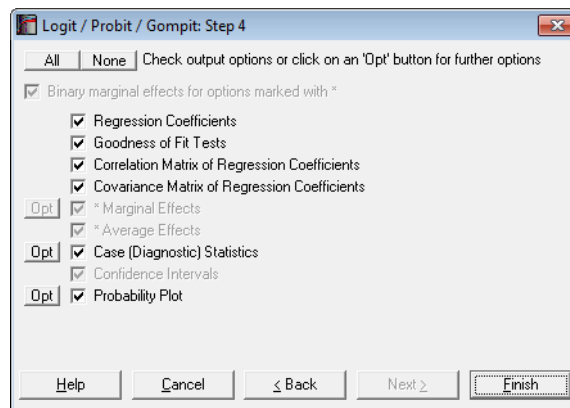 Logit / Probit / Gompit: Step 4
All None Check output options or click on an 'Opt' button for further options
Binary marginal effects for options marked with *
Regression Coefficients
Goodness of Fit Tests
Correlation Matrix of Regression Coefficients
Covariance Matrix of Regression Coefficients
Opt * Marginal Effects
* Average Effects
Opt Case (Diagnostic) Statistics
Confidence Intervals
Opt Probability Plot
Help Cancel < Back Next > Finish